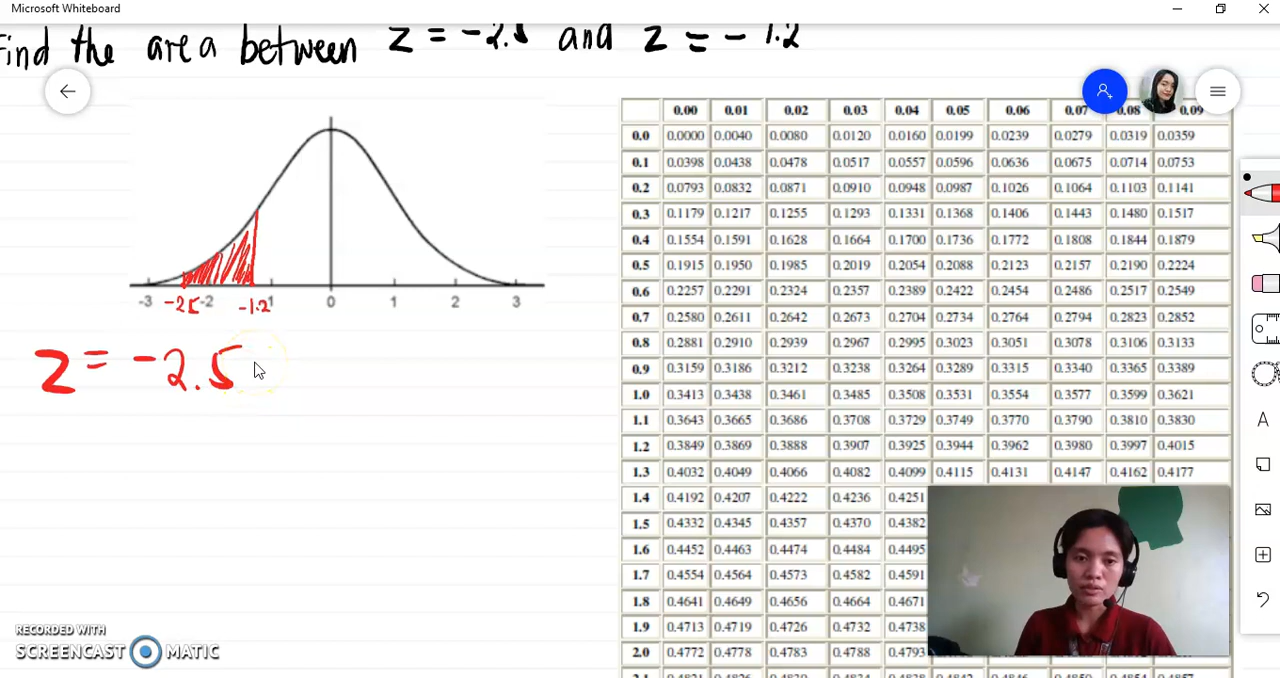 Microsoft Whiteboard
Find the area between z = -2.5 and z = -1.2
-3 -2.5 -2 -1.2 1 0 1 2 3
z = -2.5
0.00 0.01 0.02 0.03 0.04 0.05 0.06 0.07 0.08 0.09
0.0 0.0000 0.0040 0.0080 0.0120 0.0160 0.0199 0.0239 0.0279 0.0319 0.0359
0.1 0.0398 0.0438 0.0478 0.0517 0.0557 0.0596 0.0636 0.0675 0.0714 0.0753
0.2 0.0793 0.0832 0.0871 0.0910 0.0948 0.0987 0.1026 0.1064 0.1103 0.1141
0.3 0.1179 0.1217 0.1255 0.1293 0.1331 0.1368 0.1406 0.1443 0.1480 0.1517
0.4 0.1554 0.1591 0.1628 0.1664 0.1700 0.1736 0.1772 0.1808 0.1844 0.1879
0.5 0.1915 0.1950 0.1985 0.2019 0.2054 0.2088 0.2123 0.2157 0.2190 0.2224
0.6 0.2257 0.2291 0.2324 0.2357 0.2389 0.2422 0.2454 0.2486 0.2517 0.2549
0.7 0.2580 0.2611 0.2642 0.2673 0.2704 0.2734 0.2764 0.2794 0.2823 0.2852
0.8 0.2881 0.2910 0.2939 0.2967 0.2995 0.3023 0.3051 0.3078 0.3106 0.3133
0.9 0.3159 0.3186 0.3212 0.3238 0.3264 0.3289 0.3315 0.3340 0.3365 0.3389
1.0 0.3413 0.3438 0.3461 0.3485 0.3508 0.3531 0.3554 0.3577 0.3599 0.3621
1.1 0.3643 0.3665 0.3686 0.3708 0.3729 0.3749 0.3770 0.3790 0.3810 0.3830
1.2 0.3849 0.3869 0.3888 0.3907 0.3925 0.3944 0.3962 0.3980 0.3997 0.4015
1.3 0.4032 0.4049 0.4066 0.4082 0.4099 0.4115 0.4131 0.4147 0.4162 0.4177
1.4 0.4192 0.4207 0.4222 0.4236 0.4251
1.5 0.4332 0.4345 0.4357 0.4370 0.4382
1.6 0.4452 0.4463 0.4474 0.4484 0.4495
1.7 0.4554 0.4564 0.4573 0.4582 0.4591
1.8 0.4641 0.4649 0.4656 0.4664 0.4671
1.9 0.4713 0.4719 0.4726 0.4732 0.4738
2.0 0.4772 0.4778 0.4783 0.4788 0.4793
RECORDED WITH
SCREENCAST MATIC